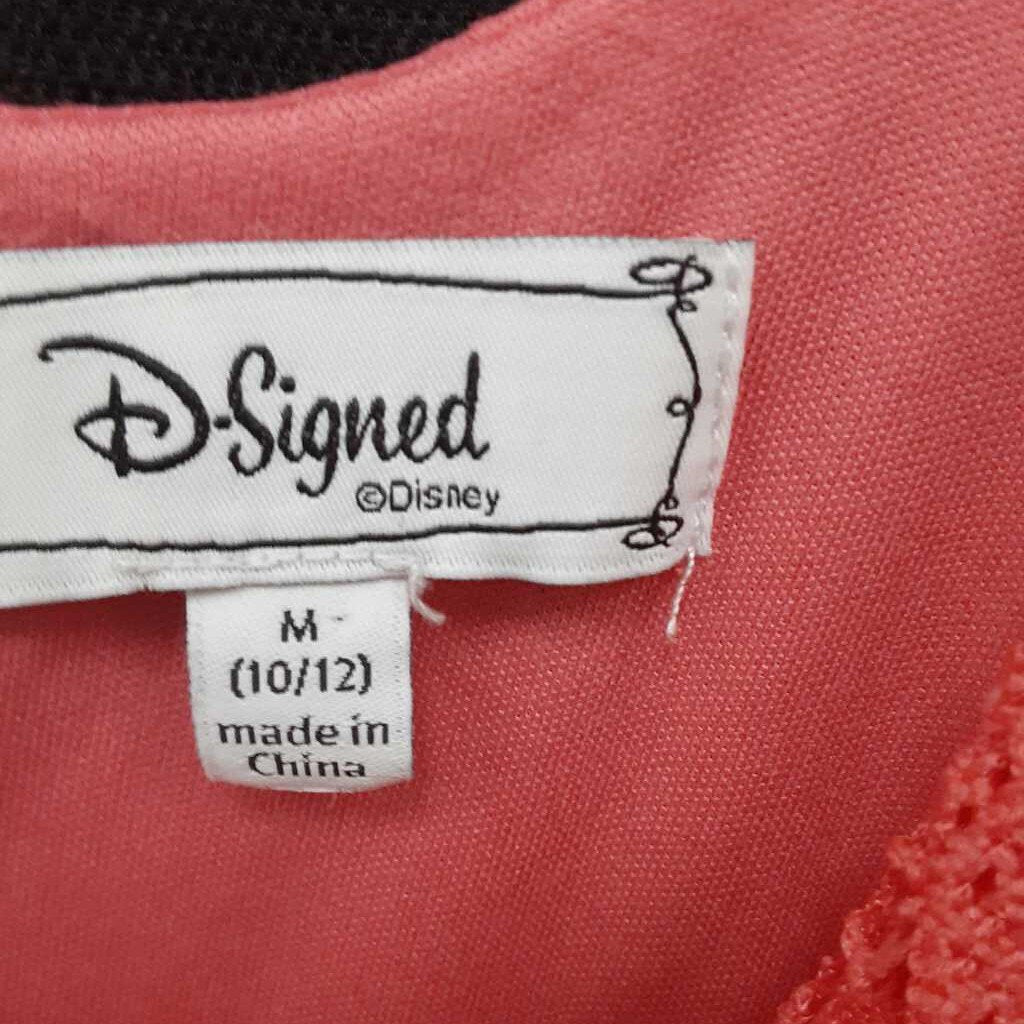 D-Signed
©Disney
M
(10/12)
made in
China